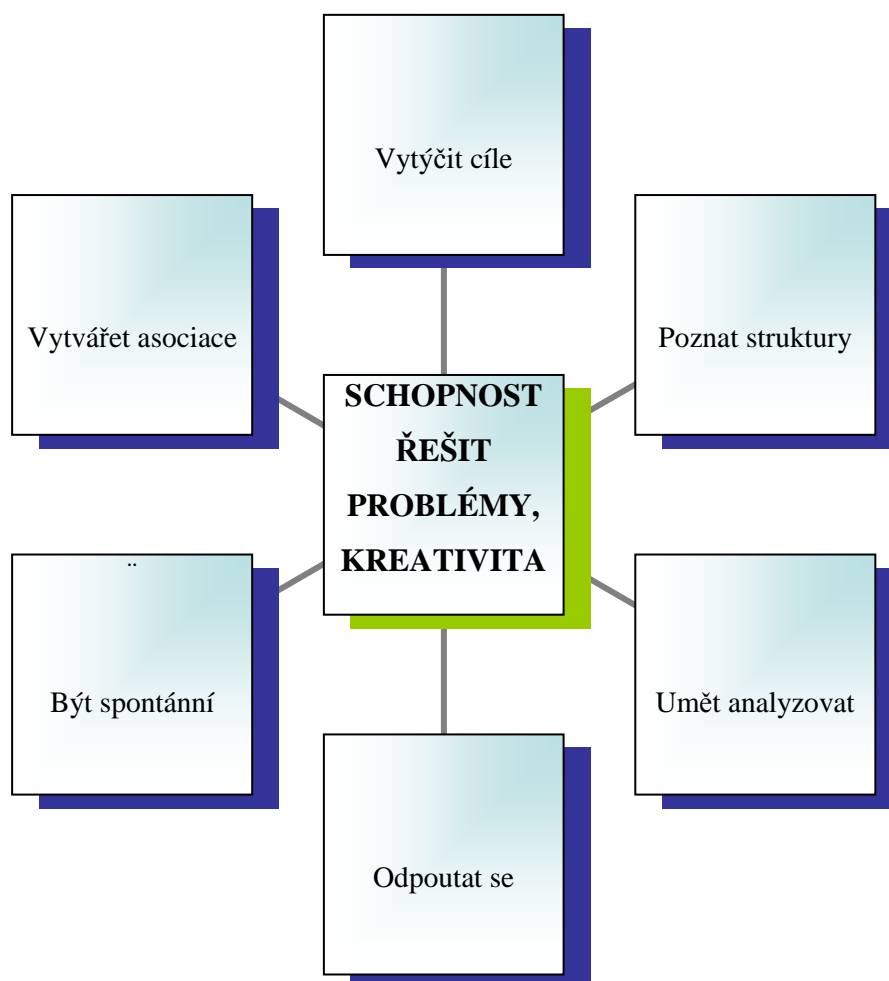 Vytýčit cíle
Vytvářet asociace
Poznat struktury
SCHOPNOST
ŘEŠIT
PROBLÉMY,
KREATIVITA
..
Být spontánní
Umět analyzovat
Odpoutat se